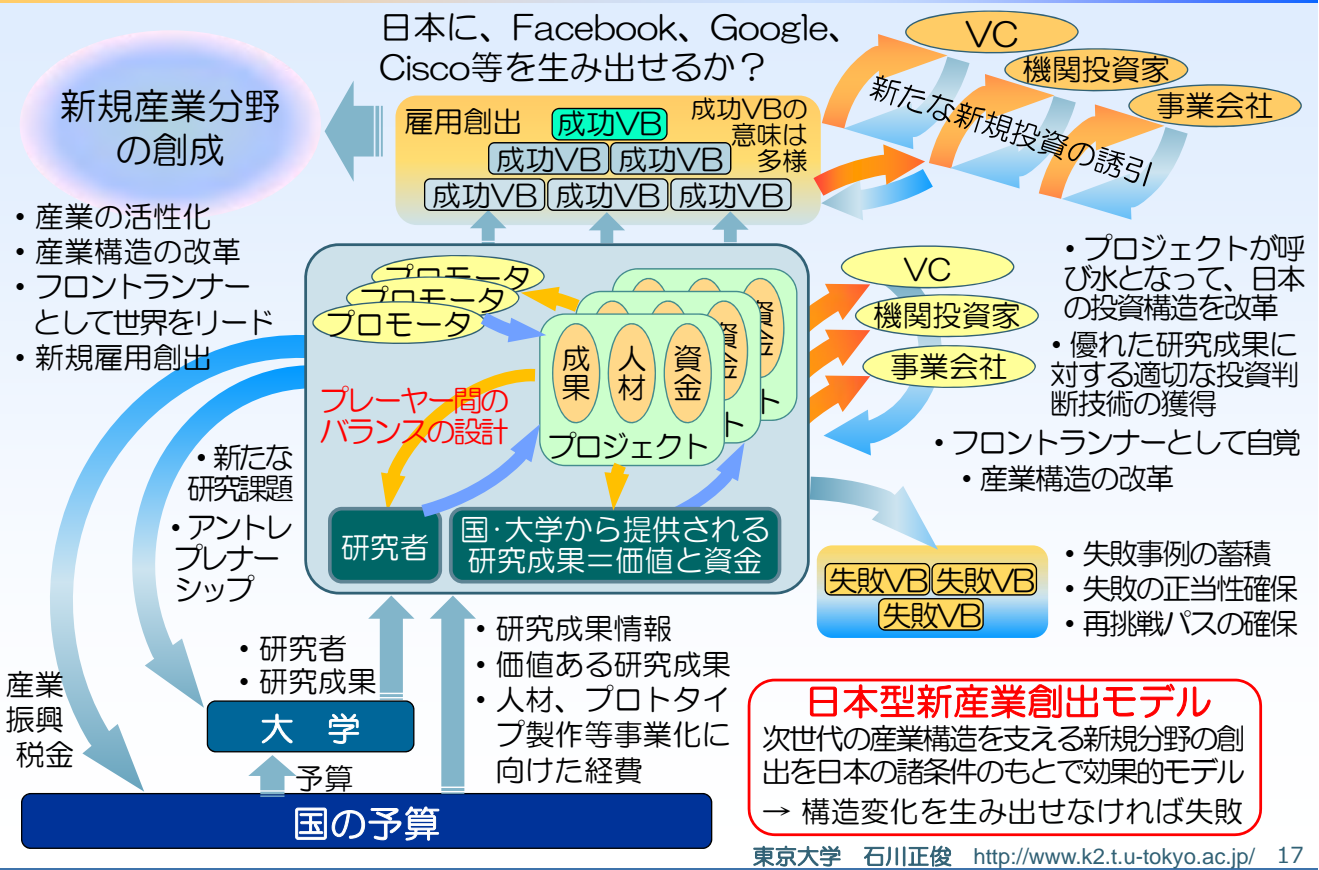 日本に、Facebook、Google、
Cisco等を生み出せるか？
新規産業分野
の創成
・産業の活性化
・産業構造の改革
・フロントランナー
として世界をリード
・新規雇用創出
雇用創出
成功VB
成功VBの
意味は
多様
成功VB
成功VB
成功VB
成功VB
成功VB
VC
機関投資家
事業会社
新たな新規投資の誘引
プロモータ
プロモータ
プロモータ
プレーヤー間の
バランスの設計
成果
人材
資金
プロジェクト
資金
ト
資金
ト
研究者
国・大学から提供される
研究成果＝価値と資金
VC
機関投資家
事業会社
・プロジェクトが呼
び水となって、日本
の投資構造を改革
・優れた研究成果に
対する適切な投資判
断技術の獲得
・フロントランナーとして自覚
・産業構造の改革
失敗VB
失敗VB
失敗VB
・失敗事例の蓄積
・失敗の正当性確保
・再挑戦パスの確保
・新たな
研究課題
・アントレ
プレナー
シップ
・研究者
・研究成果
・研究成果情報
・価値ある研究成果
・人材、プロトタイ
プ製作等事業化に
向けた経費
産業
振興
税金
大 学
予算
国の予算
日本型新産業創出モデル
次世代の産業構造を支える新規分野の創
出を日本の諸条件のもとで効果的モデル
→ 構造変化を生み出せなければ失敗
東京大学 石川正俊 http://www.k2.t.u-tokyo.ac.jp/ 17